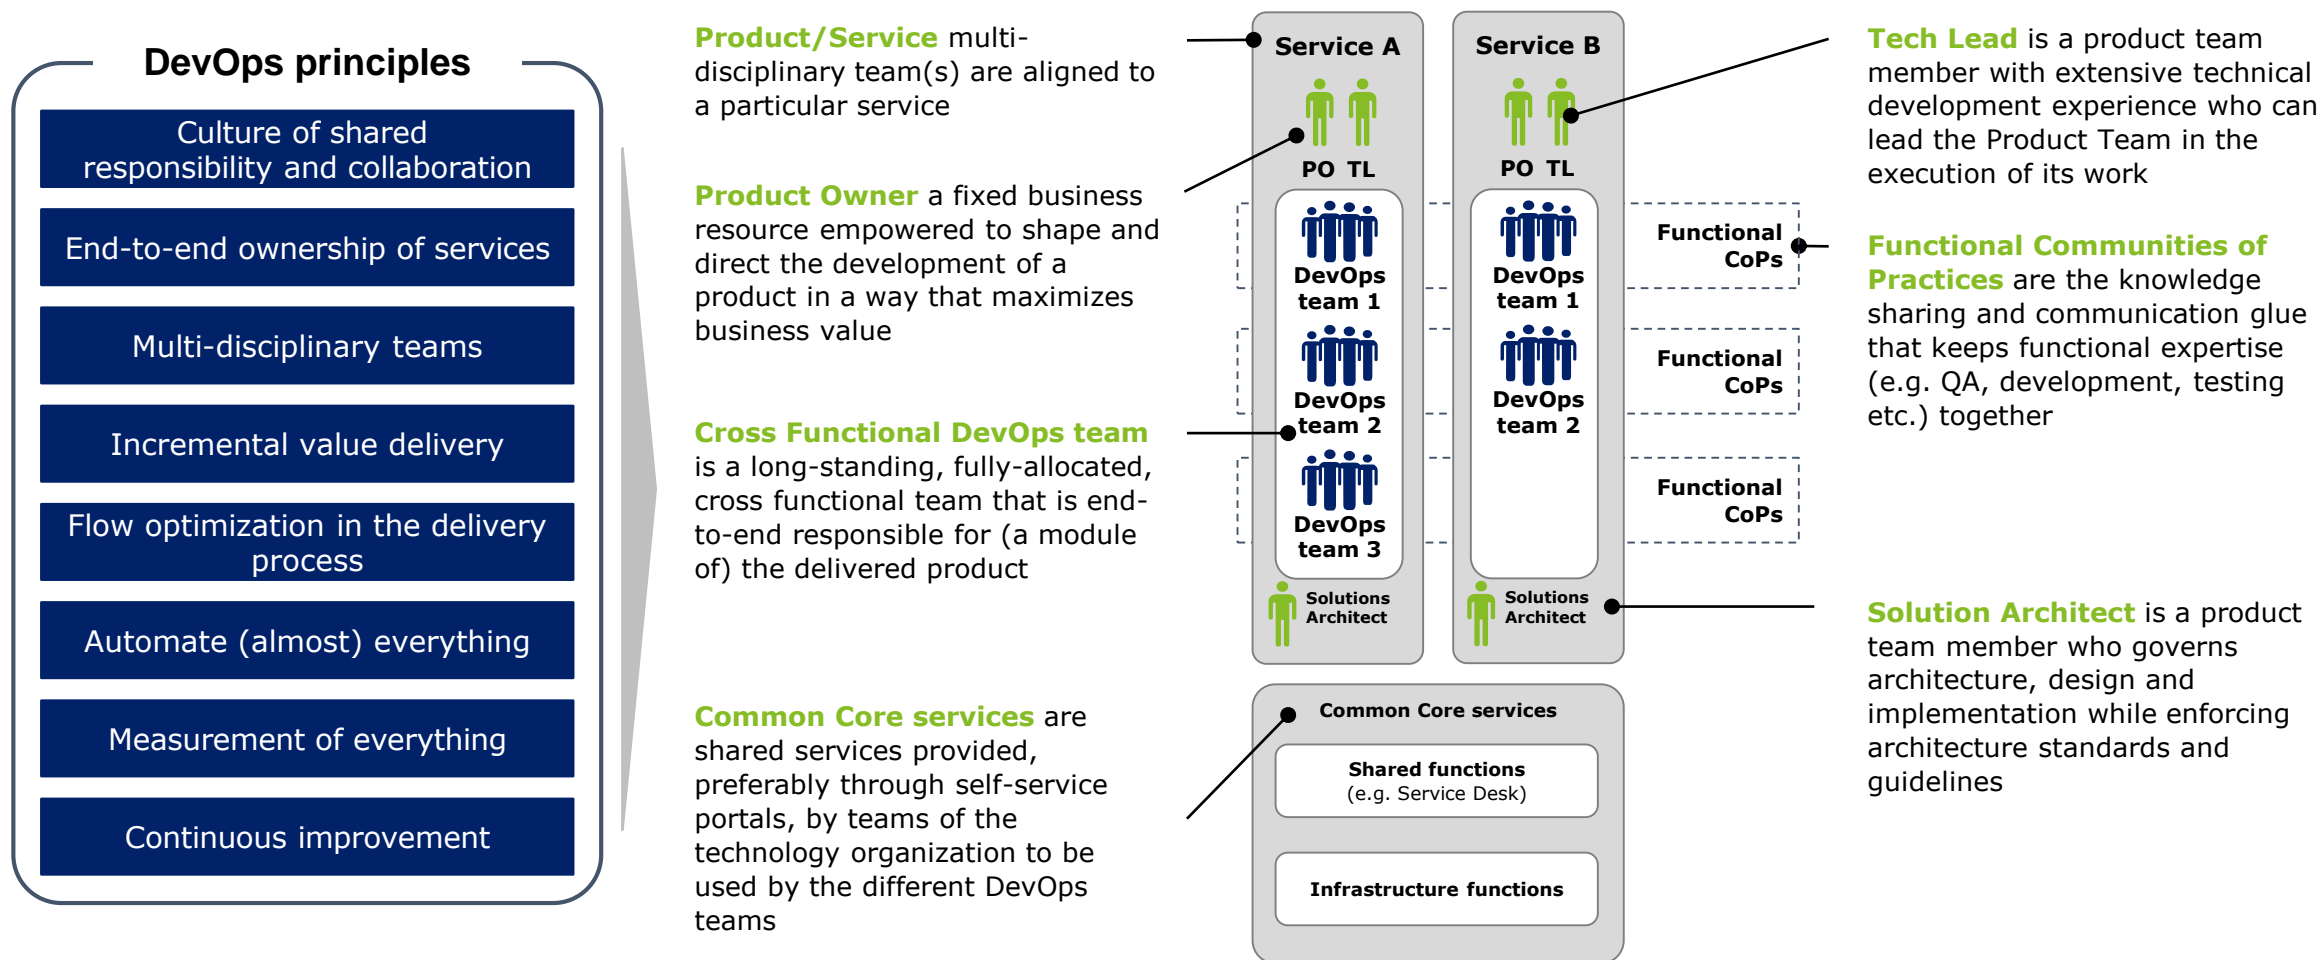 DevOps principles
Culture of shared
responsibility and collaboration
End-to-end ownership of services
Multi-disciplinary teams
Incremental value delivery
Flow optimization in the delivery
process
Automate (almost) everything
Measurement of everything
Continuous improvement
Product/Service multi-
disciplinary team(s) are aligned to
a particular service
Product Owner a fixed business
resource empowered to shape and
direct the development of a
product in a way that maximizes
business value
Cross Functional DevOps team
is a long-standing, fully-allocated,
cross functional team that is end-
to-end responsible for (a module
of) the delivered product
Common Core services are
shared services provided,
preferably through self-service
portals, by teams of the
technology organization to be
used by the different DevOps
teams
Service A
PO TL
DevOps
team 1
DevOps
team 2
DevOps
team 3
Solutions
Architect
Service B
PO TL
DevOps
team 1
DevOps
team 2
Solutions
Architect
Functional
CoPs
Functional
CoPs
Functional
CoPs
Common Core services
Shared functions
(e.g. Service Desk)
Infrastructure functions
Tech Lead is a product team
member with extensive technical
development experience who can
lead the Product Team in the
execution of its work
Functional Communities of
Practices are the knowledge
sharing and communication glue
that keeps functional expertise
(e.g. QA, development, testing
etc.) together
Solution Architect is a product
team member who governs
architecture, design and
implementation while enforcing
architecture standards and
guidelines